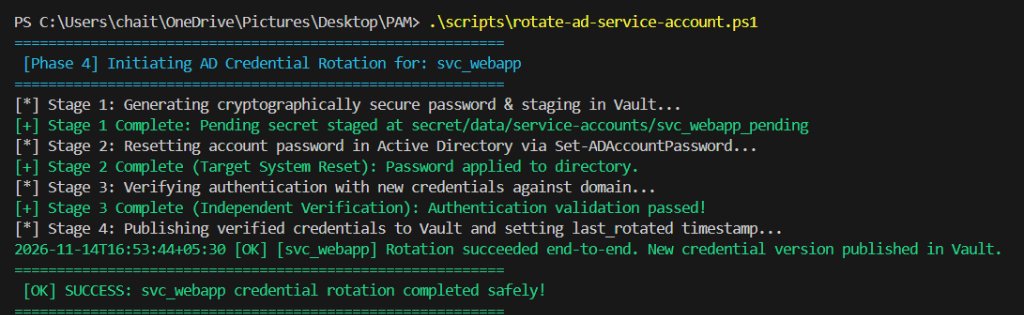 PS C:\Users\chait\OneDrive\Pictures\Desktop\PAM> .\scripts\rotate-ad-service-account.ps1
==========================================================
 [Phase 4] Initiating AD Credential Rotation for: svc_webapp
==========================================================
[*] Stage 1: Generating cryptographically secure password & staging in Vault...
[+] Stage 1 Complete: Pending secret staged at secret/data/service-accounts/svc_webapp_pending
[*] Stage 2: Resetting account password in Active Directory via Set-ADAccountPassword...
[+] Stage 2 Complete (Target System Reset): Password applied to directory.
[*] Stage 3: Verifying authentication with new credentials against domain...
[+] Stage 3 Complete (Independent Verification): Authentication validation passed!
[*] Stage 4: Publishing verified credentials to Vault and setting last_rotated timestamp...
2026-11-14T16:53:44+05:30 [OK] [svc_webapp] Rotation succeeded end-to-end. New credential version published in Vault.
==========================================================
 [OK] SUCCESS: svc_webapp credential rotation completed safely!
==========================================================